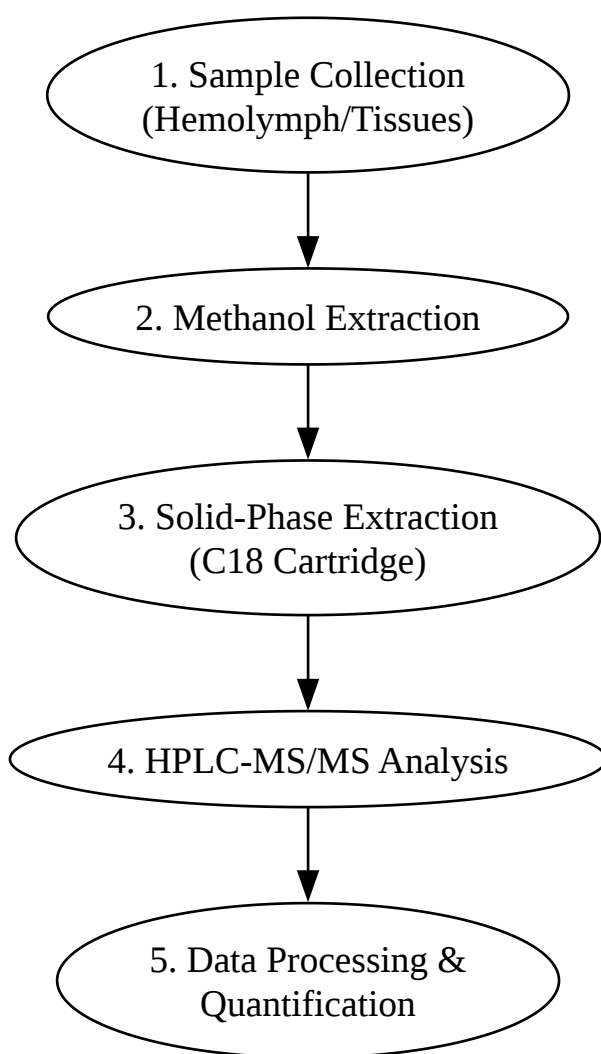 1. Sample Collection
(Hemolymph/Tissues)
2. Methanol Extraction
3. Solid-Phase Extraction
(C18 Cartridge)
4. HPLC-MS/MS Analysis
5. Data Processing &
Quantification